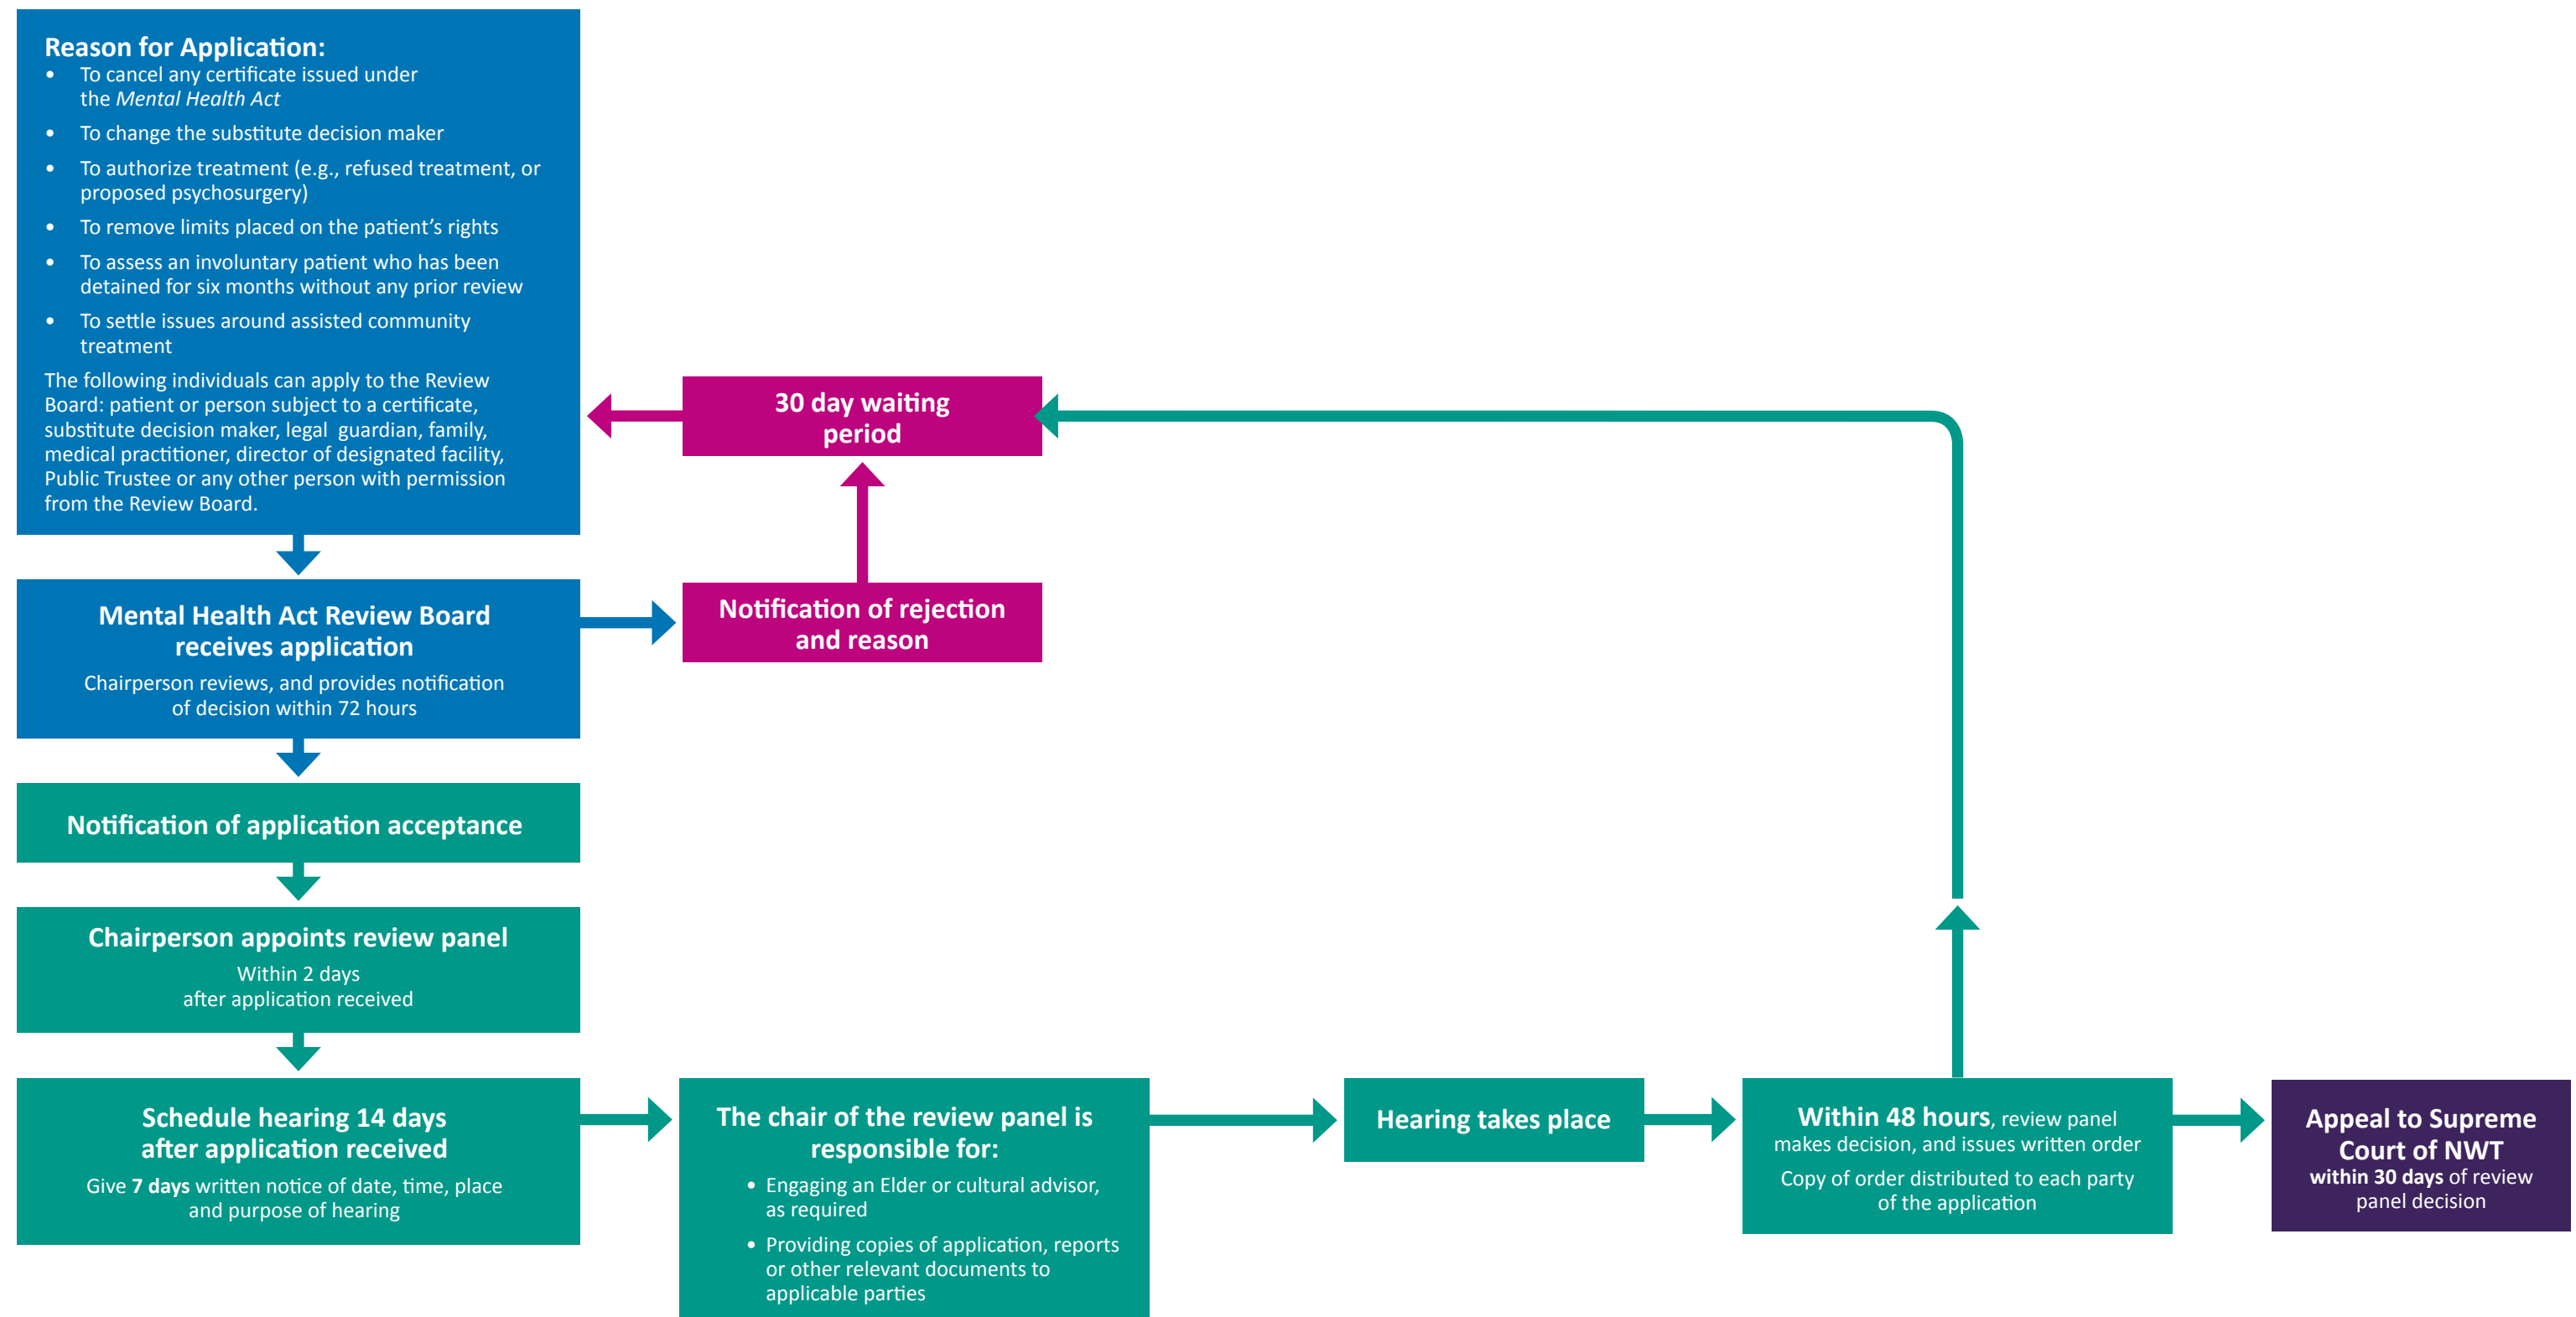 Reason for Application:
• To cancel any certificate issued under
the Mental Health Act
• To change the substitute decision maker
• To authorize treatment (e.g., refused treatment, or
proposed psychosurgery)
• To remove limits placed on the patient's rights
• To assess an involuntary patient who has been
detained for six months without any prior review
• To settle issues around assisted community
treatment
The following individuals can apply to the Review
Board: patient or person subject to a certificate,
substitute decision maker, legal guardian, family,
medical practitioner, director of designated facility,
Public Trustee or any other person with permission
from the Review Board.
30 day waiting
period
Mental Health Act Review Board
receives application
Chairperson reviews, and provides notification
of decision within 72 hours
Notification of rejection
and reason
Notification of application acceptance
Chairperson appoints review panel
Within 2 days
after application received
Schedule hearing 14 days
after application received
Give 7 days written notice of date, time, place
and purpose of hearing
The chair of the review panel is
responsible for:
• Engaging an Elder or cultural advisor,
as required
• Providing copies of application, reports
or other relevant documents to
applicable parties
Hearing takes place
Within 48 hours, review panel
makes decision, and issues written order
Copy of order distributed to each party
of the application
Appeal to Supreme
Court of NWT
within 30 days of review
panel decision